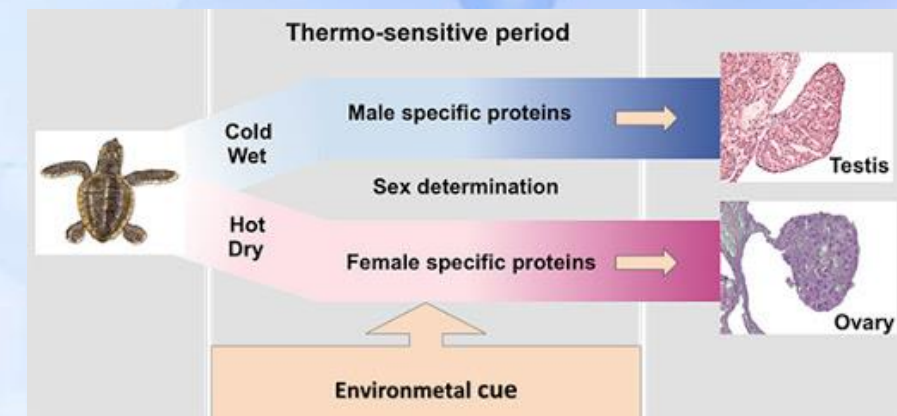 Thermo-sensitive period
Cold
Wet
Male specific proteins
Testis
Sex determination
Hot
Dry
Female specific proteins
Ovary
Environmetal cue